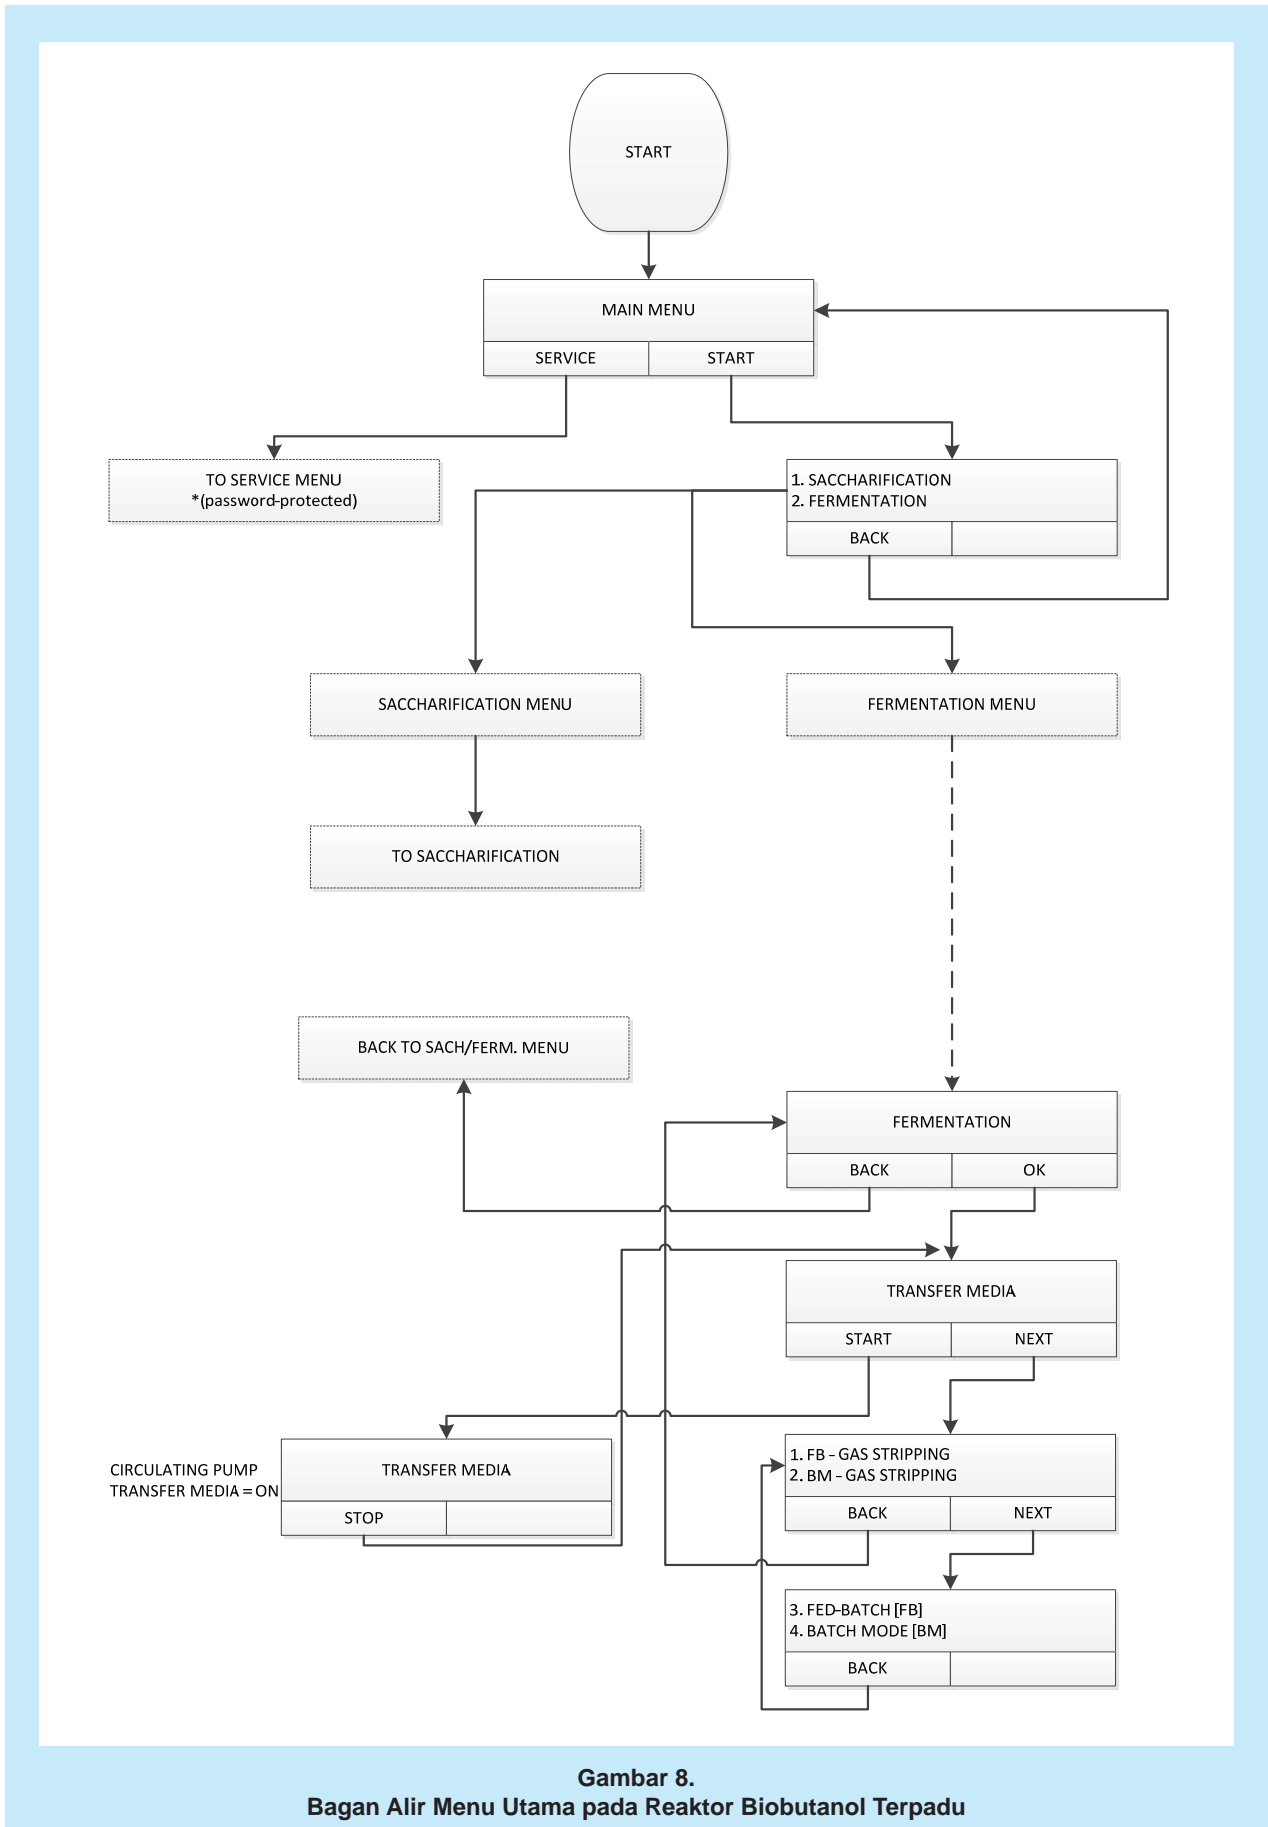 START
MAIN MENU
SERVICE
START
TO SERVICE MENU
*(password-protected)
1. SACCHARIFICATION
2. FERMENTATION
BACK
SACCHARIFICATION MENU
FERMENTATION MENU
TO SACCHARIFICATION
BACK TO SACH/FERM. MENU
FERMENTATION
BACK
OK
TRANSFER MEDIA
START
NEXT
CIRCULATING PUMP
TRANSFER MEDIA = ON
TRANSFER MEDIA
STOP
1. FB – GAS STRIPPING
2. BM – GAS STRIPPING
BACK
NEXT
3. FED-BATCH [FB]
4. BATCH MODE [BM]
BACK
Gambar 8.
Bagan Alir Menu Utama pada Reaktor Biobutanol Terpadu